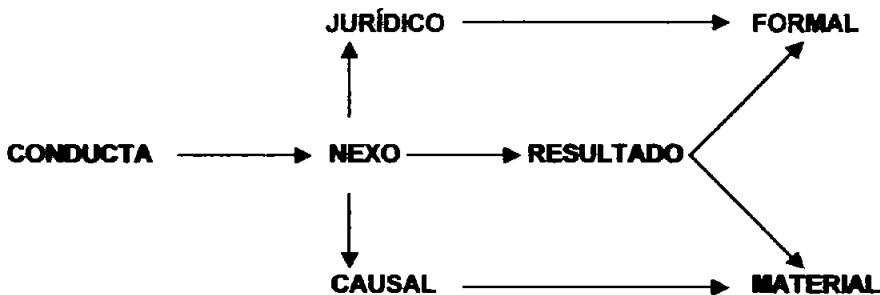 JURÍDICO FORMAL
CONDUCTA NEXO RESULTADO
CAUSAL MATERIAL